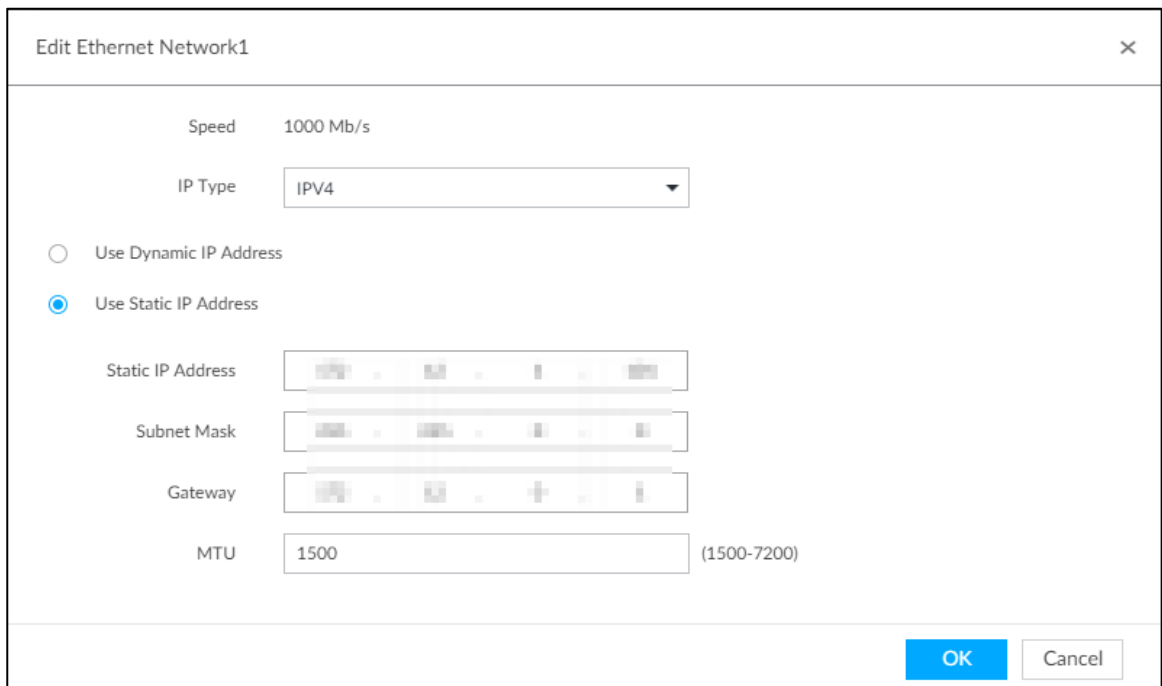 Edit Ethernet Network1 ×
Speed 1000 Mb/s
IP Type IPV4
Use Dynamic IP Address
Use Static IP Address
Static IP Address
Subnet Mask
Gateway
MTU 1500 (1500-7200)
OK Cancel